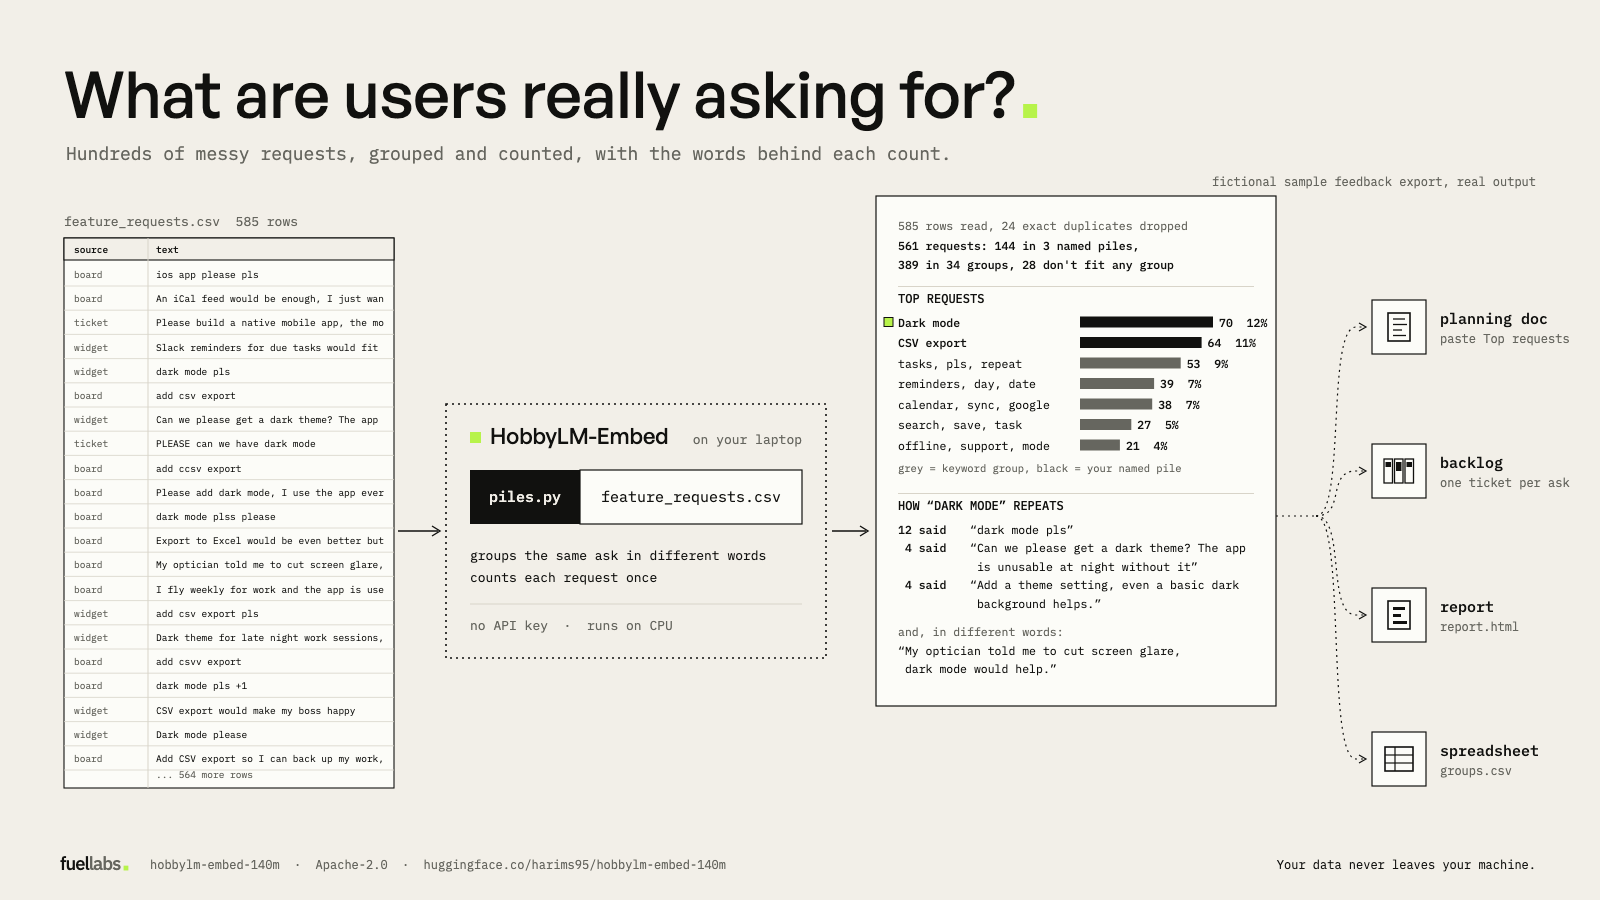 What are users really asking for?
Hundreds of messy requests, grouped and counted, with the words behind each count.
fictional sample feedback export, real output
feature_requests.csv 585 rows
source text
board ios app please pls
board An iCal feed would be enough, I just wan
ticket Please build a native mobile app, the mo
widget Slack reminders for due tasks would fit
widget dark mode pls
board add csv export
widget Can we please get a dark theme? The app
ticket PLEASE can we have dark mode
board add ccsv export
board Please add dark mode, I use the app ever
board dark mode plss please
board Export to Excel would be even better but
board My optician told me to cut screen glare,
board I fly weekly for work and the app is use
widget add csv export pls
widget Dark theme for late night work sessions,
board add csvv export
board dark mode pls +1
widget CSV export would make my boss happy
widget Dark mode please
board Add CSV export so I can back up my work,
... 564 more rows
HobbyLM-Embed on your laptop
piles.py feature_requests.csv
groups the same ask in different words
counts each request once
no API key · runs on CPU
585 rows read, 24 exact duplicates dropped
561 requests: 144 in 3 named piles,
389 in 34 groups, 28 don't fit any group
TOP REQUESTS
Dark mode 70 12%
CSV export 64 11%
tasks, pls, repeat 53 9%
reminders, day, date 39 7%
calendar, sync, google 38 7%
search, save, task 27 5%
offline, support, mode 21 4%
grey = keyword group, black = your named pile
HOW “DARK MODE” REPEATS
12 said “dark mode pls”
4 said “Can we please get a dark theme? The app
is unusable at night without it”
4 said “Add a theme setting, even a basic dark
background helps.”
and, in different words:
“My optician told me to cut screen glare,
dark mode would help.”
planning doc
paste Top requests
backlog
one ticket per ask
report
report.html
spreadsheet
groups.csv
fuellabs. hobbylm-embed-140m · Apache-2.0 · huggingface.co/harims95/hobbylm-embed-140m
Your data never leaves your machine.